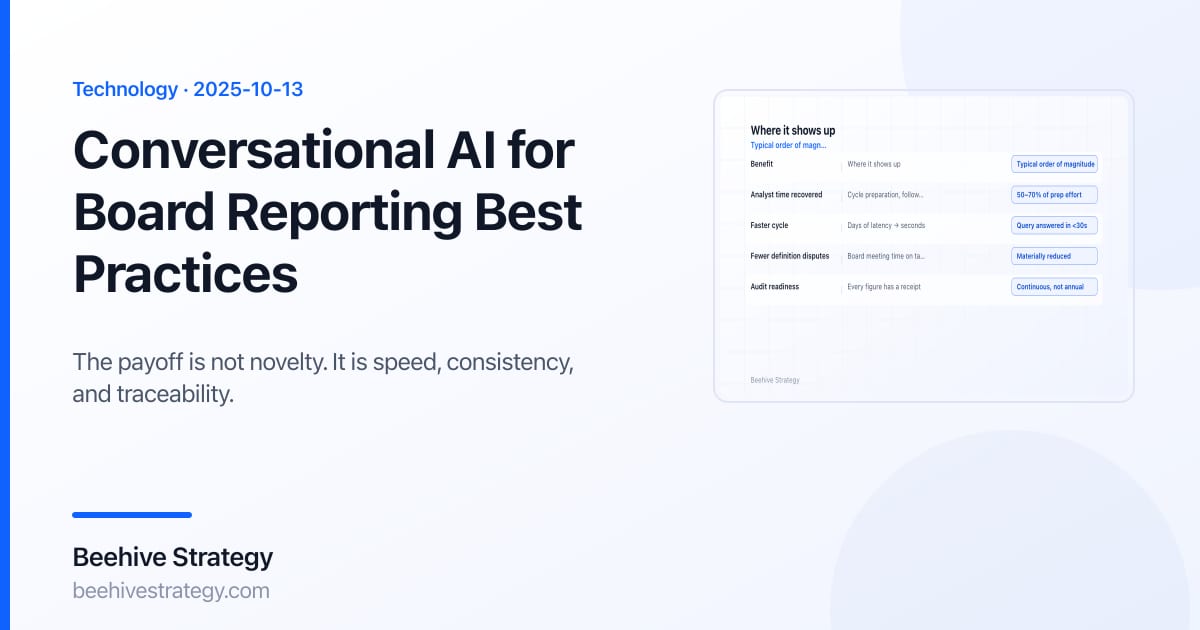 Technology · 2025-10-13
Conversational AI for
Board Reporting Best
Practices
The payoff is not novelty. It is speed, consistency,
and traceability.
Beehive Strategy
beehivestrategy.com
Where it shows up
Typical order of magn...
Benefit Where it shows up Typical order of magnitude
Analyst time recovered Cycle preparation, follow... 50–70% of prep effort
Faster cycle Days of latency → seconds Query answered in <30s
Fewer definition disputes Board meeting time on ta... Materially reduced
Audit readiness Every figure has a receipt Continuous, not annual
Beehive Strategy